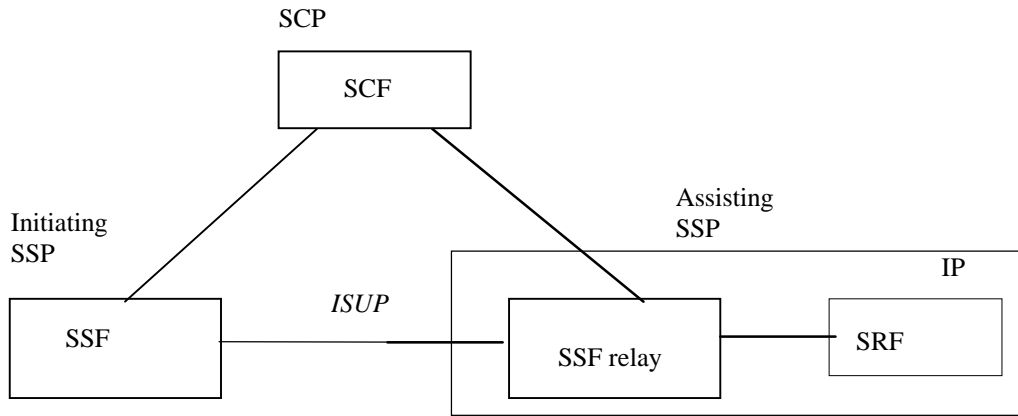 SCP
SCF
Initiating
SSP
Assisting
SSP
IP
ISUP
SSF
SSF relay
SRF